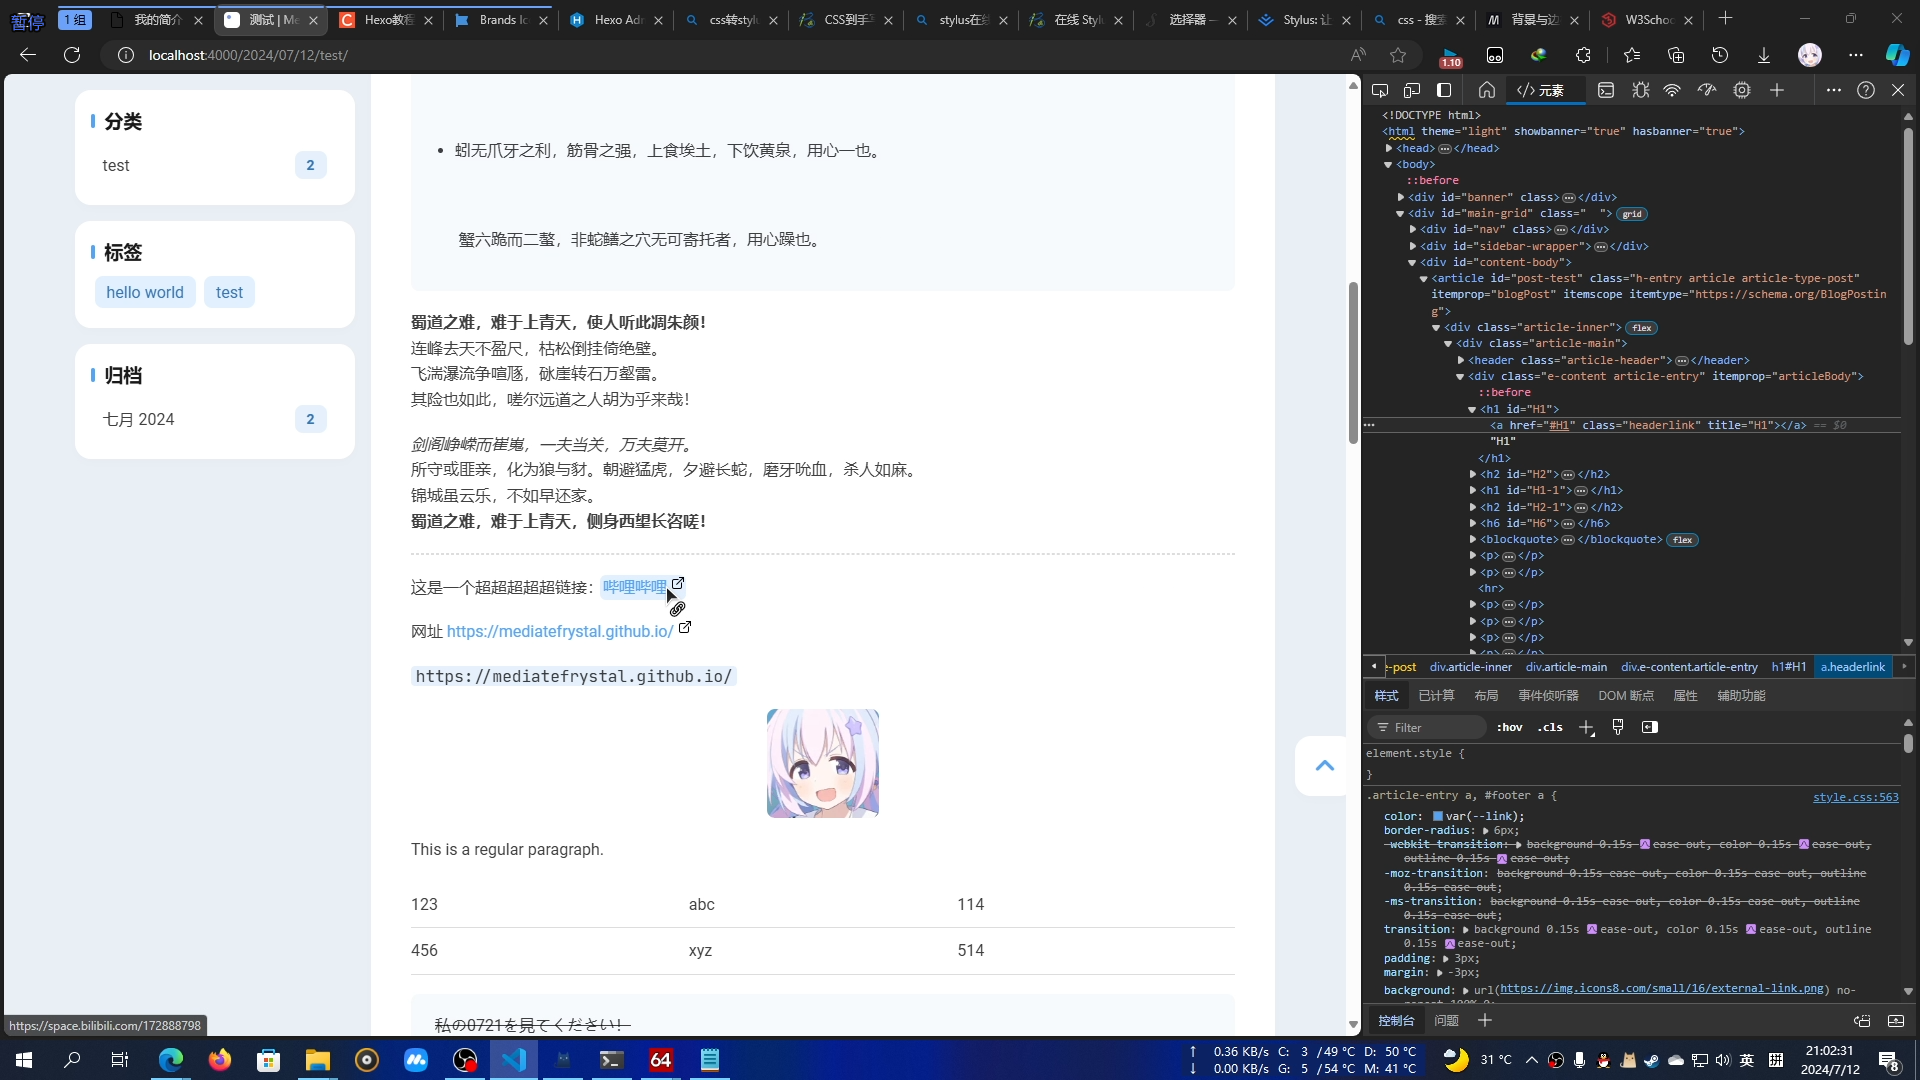 暂停
1 组
我的简介
测试 | Me
Hexo教程
Brands Ic
Hexo Adm
css转styl
CSS到手
stylus在线
在线 Stylu
选择器 —
Stylus: 让
css - 搜索
背景与边
W3Schoo
localhost:4000/2024/07/12/test/
1.10
分类
test
2
标签
hello world
test
归档
七月 2024
2
蚓无爪牙之利，筋骨之强，上食埃土，下饮黄泉，用心一也。
蟹六跪而二螯，非蛇鳝之穴无可寄托者，用心躁也。
蜀道之难，难于上青天，使人听此凋朱颜！
连峰去天不盈尺，枯松倒挂倚绝壁。
飞湍瀑流争喧豗，砯崖转石万壑雷。
其险也如此，嗟尔远道之人胡为乎来哉！
剑阁峥嵘而崔嵬，一夫当关，万夫莫开。
所守或匪亲，化为狼与豺。朝避猛虎，夕避长蛇，磨牙吮血，杀人如麻。
锦城虽云乐，不如早还家。
蜀道之难，难于上青天，侧身西望长咨嗟！
这是一个超超超超超链接：哔哩哔哩
网址 https://mediatefrystal.github.io/
https://mediatefrystal.github.io/
This is a regular paragraph.
123 abc 114
456 xyz 514
私の0721を見てください！
https://space.bilibili.com/172888798
元素
<!DOCTYPE html>
<html theme="light" showbanner="true" hasbanner="true">
<head>…</head>
<body>
::before
<div id="banner" class>…</div>
<div id="main-grid" class="  "> grid
<div id="nav" class>…</div>
<div id="sidebar-wrapper">…</div>
<div id="content-body">
<article id="post-test" class="h-entry article article-type-post"
itemprop="blogPost" itemscope itemtype="https://schema.org/BlogPostin
g">
<div class="article-inner"> flex
<div class="article-main">
<header class="article-header">…</header>
<div class="e-content article-entry" itemprop="articleBody">
::before
<h1 id="H1">
<a href="#H1" class="headerlink" title="H1"></a> == $0
"H1"
</h1>
<h2 id="H2">…</h2>
<h1 id="H1-1">…</h1>
<h2 id="H2-1">…</h2>
<h6 id="H6">…</h6>
<blockquote>…</blockquote> flex
<p>…</p>
<p>…</p>
<hr>
<p>…</p>
<p>…</p>
<p>…</p>
e-post div.article-inner div.article-main div.e-content.article-entry h1#H1 a.headerlink
样式 已计算 布局 事件侦听器 DOM 断点 属性 辅助功能
Filter :hov .cls
element.style {
}
.article-entry a, #footer a { style.css:563
color: var(--link);
border-radius: 6px;
-webkit-transition: background 0.15s ease-out, color 0.15s ease-out,
outline 0.15s ease-out;
-moz-transition: background 0.15s ease-out, color 0.15s ease-out, outline
0.15s ease-out;
-ms-transition: background 0.15s ease-out, color 0.15s ease-out, outline
0.15s ease-out;
transition: background 0.15s ease-out, color 0.15s ease-out, outline
0.15s ease-out;
padding: 3px;
margin: -3px;
background: url(https://img.icons8.com/small/16/external-link.png) no-
控制台 问题
64
↑ 0.36 KB/s C: 3 /49 °C D: 50 °C
↓ 0.00 KB/s G: 5 /54 °C M: 41 °C
31 °C
英
拼
21:02:31
2024/7/12
8